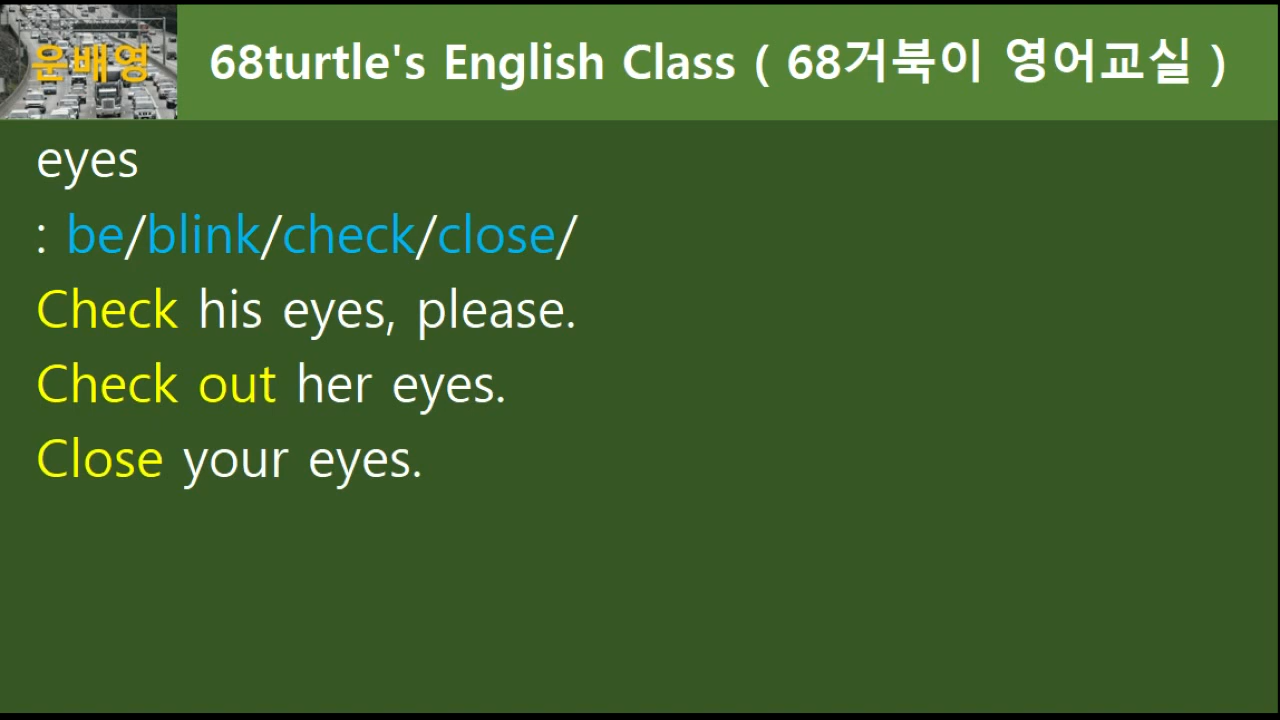 운배영
68turtle's English Class ( 68거북이 영어교실 )
eyes
: be/blink/check/close/
Check his eyes, please.
Check out her eyes.
Close your eyes.